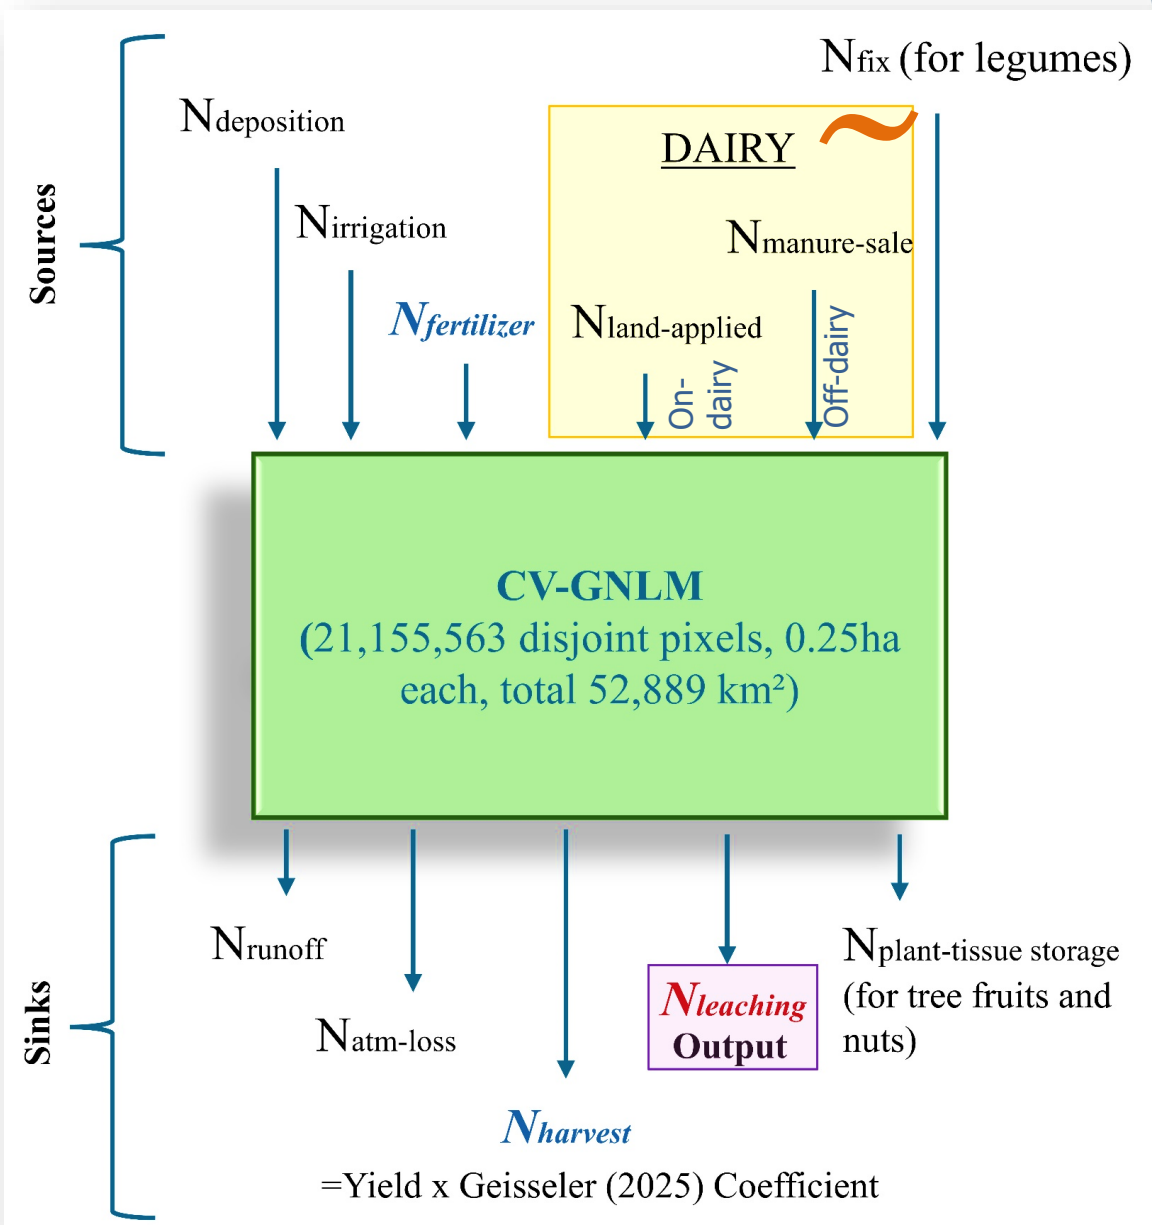 Nfix (for legumes)
Ndeposition
DAIRY
Nirrigation
Nmanure-sale
Nfertilizer
Nland-applied
On-
dairy
Off-dairy
Sources
CV-GNLM
(21,155,563 disjoint pixels, 0.25ha
each, total 52,889 km²)
Sinks
Nrunoff
Natm-loss
Nharvest
=Yield x Geisseler (2025) Coefficient
Nleaching
Output
Nplant-tissue storage
(for tree fruits and
nuts)